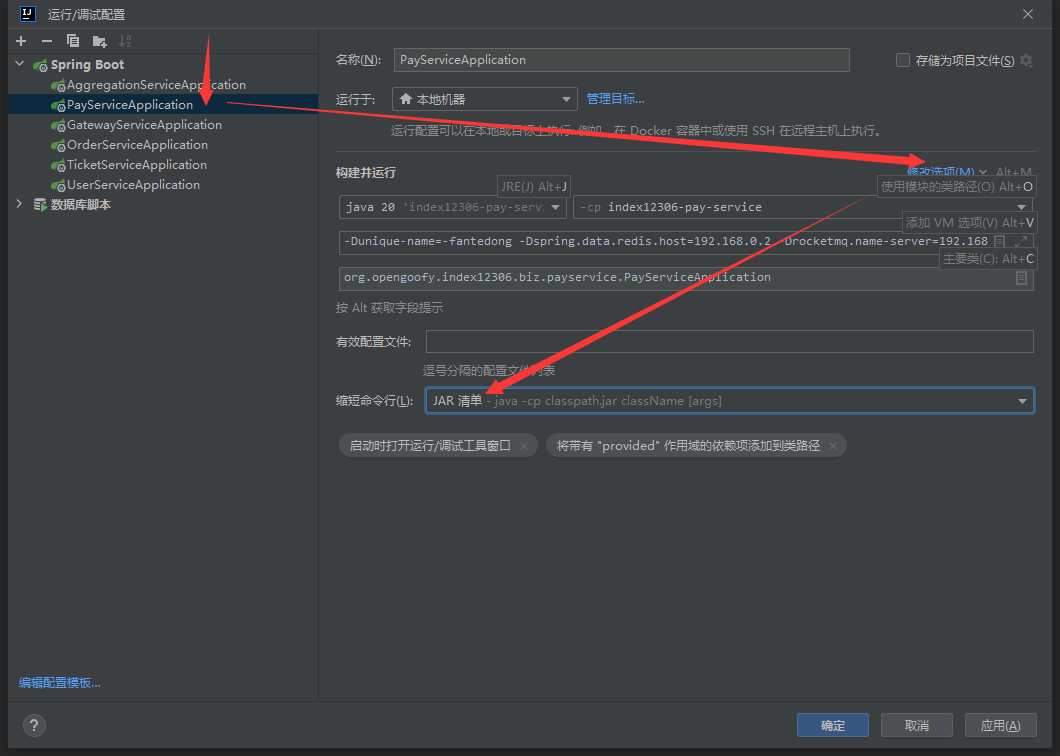 运行/调试配置
Spring Boot
AggregationServiceApplication
PayServiceApplication
GatewayServiceApplication
OrderServiceApplication
TicketServiceApplication
UserServiceApplication
数据库脚本
名称(N):
PayServiceApplication
存储为项目文件(S)
运行于:
本地机器
管理目标...
运行配置可以在本地或目标上执行: 例如，在 Docker 容器中或使用 SSH 在远程主机上执行。
构建并运行
修改选项(M)
Alt+M
JRE(J) Alt+J
使用模块的类路径(O) Alt+O
java 20 'index12306-pay-serv:
-cp index12306-pay-service
添加 VM 选项(V) Alt+V
-Dunique-name=-fantedong -Dspring.data.redis.host=192.168.0.2 -Drocketmq.name-server=192.168
主要类(C): Alt+C
org.opengoofy.index12306.biz.payservice.PayServiceApplication
按 Alt 获取字段提示
有效配置文件:
逗号分隔的配置文件列表
缩短命令行(L):
JAR 清单 - java -cp classpath.jar className [args]
启动时打开运行/调试工具窗口 ×
将带有 "provided" 作用域的依赖项添加到类路径 ×
编辑配置模板...
?
确定
取消
应用(A)